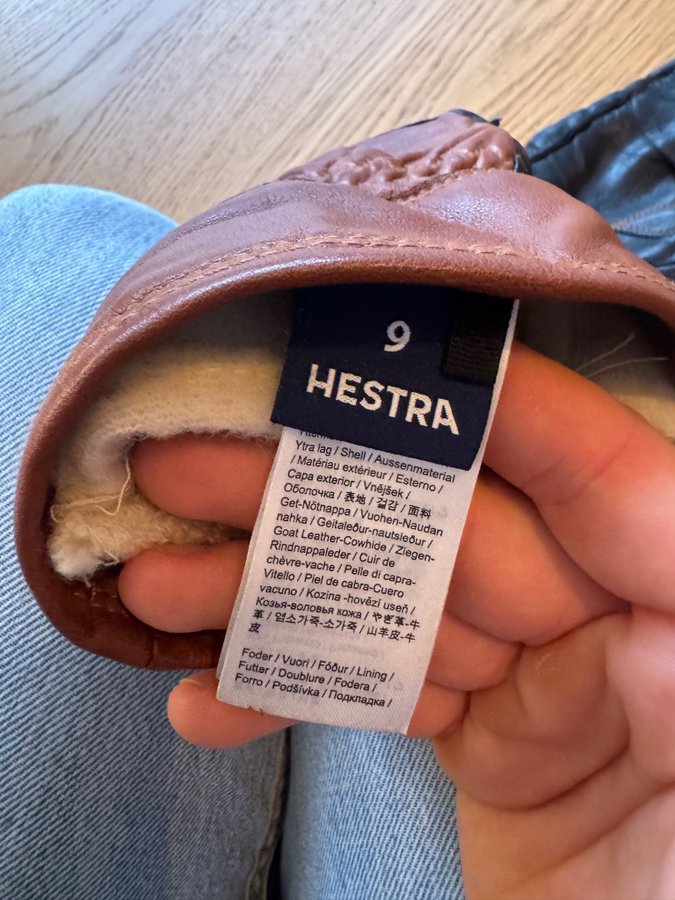 9
HESTRA
Ytra lag / Shell / Aussenmaterial
/ Matériau extérieur / Esterno /
Capa exterior / Vnějšek /
Оболочка / 表地 / 겉감 / 面料
Get-Nötnappa / Vuohen-Naudan
nahka / Geitaleður-nautsleður /
Goat Leather-Cowhide / Ziegen-
Rindnappaleder / Cuir de
chèvre-vache / Pelle di capra-
Vitello / Piel de cabra-Cuero
vacuno / Kozina -hovězí useň /
Козья-воловья кожа / やぎ革-牛
革 / 염소가죽-소가죽 / 山羊皮-牛
皮
Foder / Vuori / Fóður / Lining /
Futter / Doublure / Fodera /
Forro / Podšívka / Подкладка /